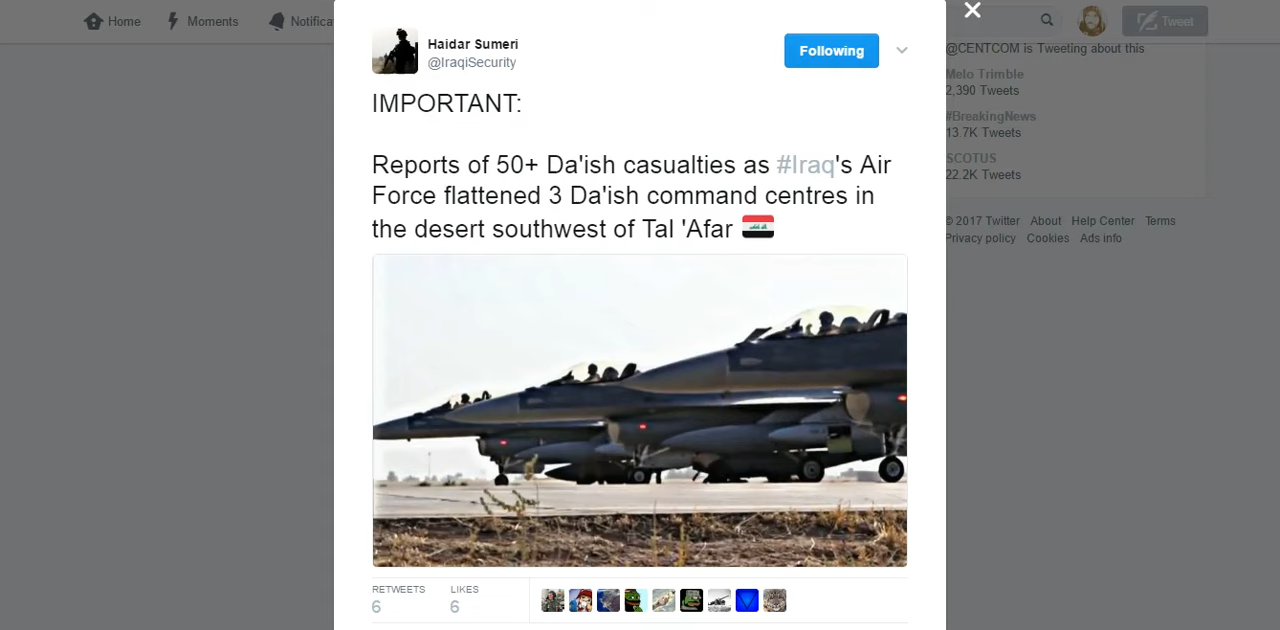 Home
Moments
Notifica
Tweet
Haidar Sumeri
@IraqiSecurity
Following
IMPORTANT:
Reports of 50+ Da'ish casualties as #Iraq's Air
Force flattened 3 Da'ish command centres in
the desert southwest of Tal 'Afar
RETWEETS LIKES
6 6
@CENTCOM is Tweeting about this
Melo Trimble
2,390 Tweets
#BreakingNews
13.7K Tweets
SCOTUS
22.2K Tweets
© 2017 Twitter About Help Center Terms
Privacy policy Cookies Ads info